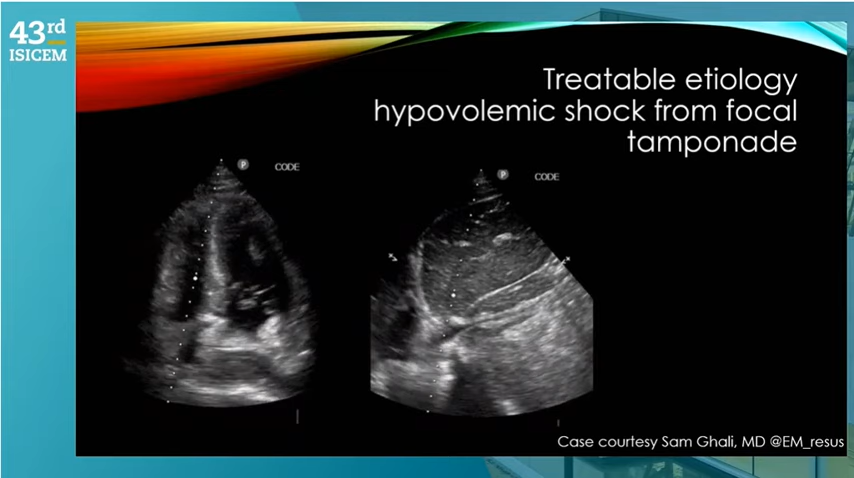 43rd
ISICEM
Treatable etiology
hypovolemic shock from focal
tamponade
P
CODE
P
CODE
Case courtesy Sam Ghali, MD @EM_resus